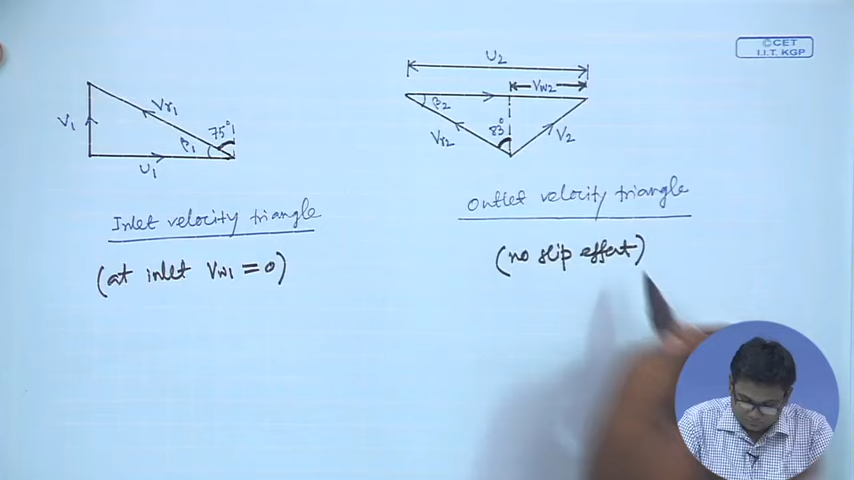 ©CET
I.I.T. KGP
U2
Vw2
β2
Vr2
83°
V2
V1
Vr1
75°
β1
U1
Inlet velocity triangle
(at inlet Vw1 = 0)
Outlet velocity triangle
(no slip effect)